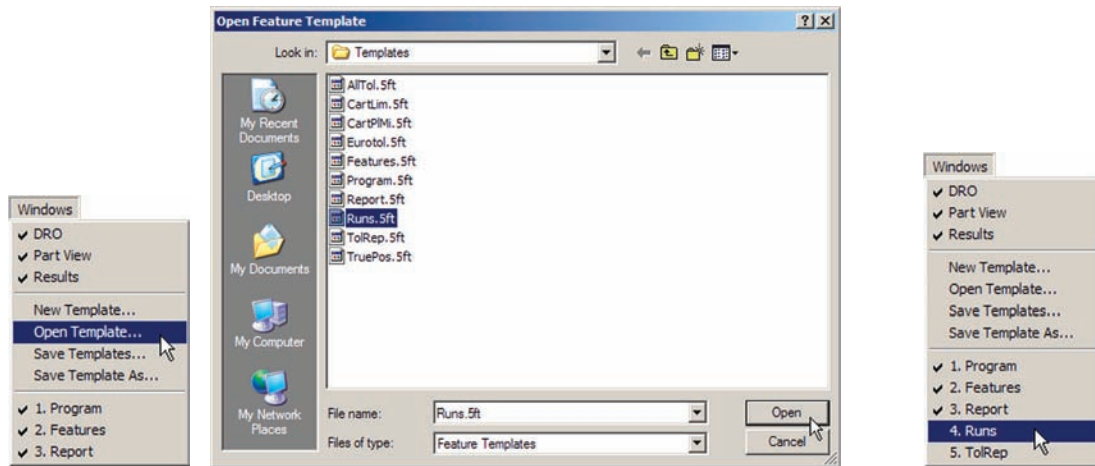 Windows
DRO
Part View
Results
New Template...
Open Template...
Save Templates...
Save Template As...
1. Program
2. Features
3. Report
Open Feature Template
Look in:
Templates
My Recent
Documents
Desktop
My Documents
My Computer
My Network
Places
AllTol.5ft
CartLim.5ft
CartPlMi.5ft
Eurotol.5ft
Features.5ft
Program.5ft
Report.5ft
Runs.5ft
TolRep.5ft
TruePos.5ft
File name:
Runs.5ft
Open
Files of type:
Feature Templates
Cancel
Windows
DRO
Part View
Results
New Template...
Open Template...
Save Templates...
Save Template As...
1. Program
2. Features
3. Report
4. Runs
5. TolRep